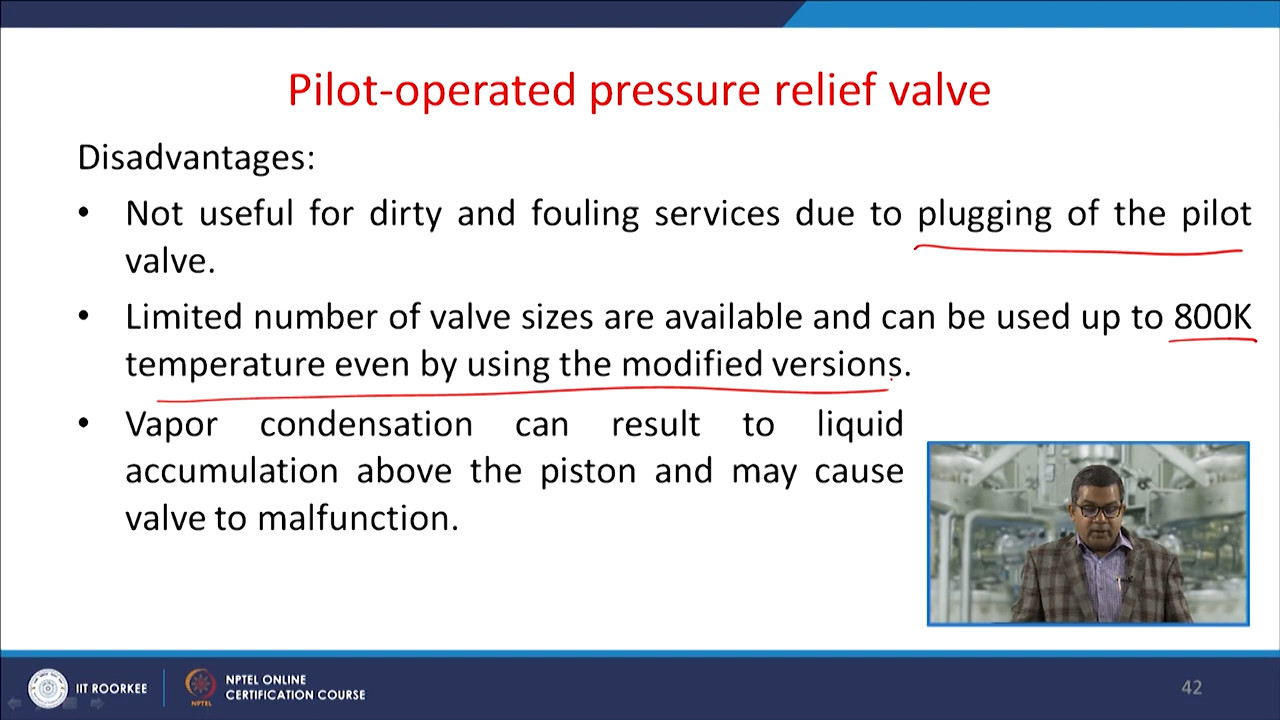 Pilot-operated pressure relief valve
Disadvantages:
• Not useful for dirty and fouling services due to plugging of the pilot
valve.
• Limited number of valve sizes are available and can be used up to 800K
temperature even by using the modified versions.
• Vapor condensation can result to liquid
accumulation above the piston and may cause
valve to malfunction.
IIT ROORKEE
NPTEL
NPTEL ONLINE
CERTIFICATION COURSE
42